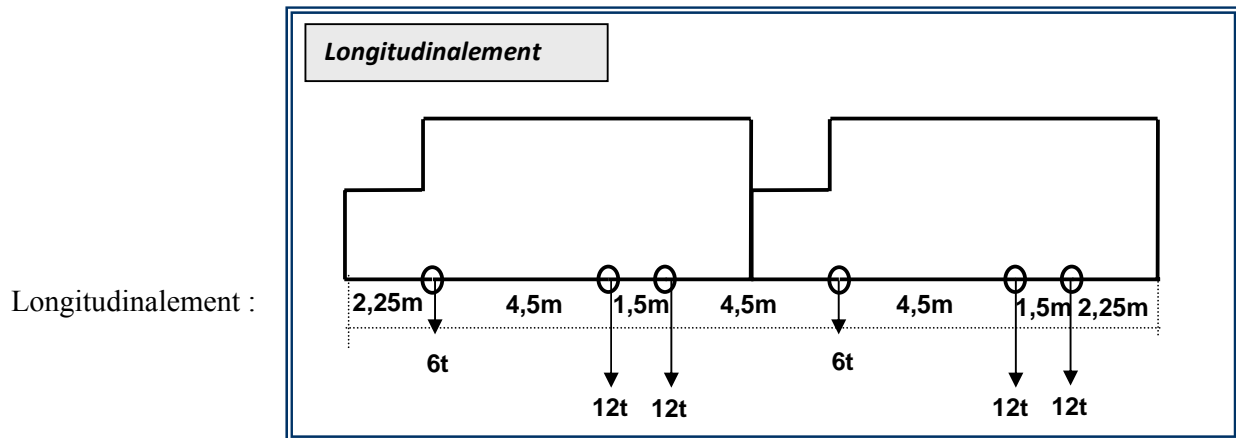 Longitudinalement
Longitudinalement :
2,25m 4,5m 1,5m 4,5m 4,5m 1,5m 2,25m
6t 6t
12t 12t 12t 12t